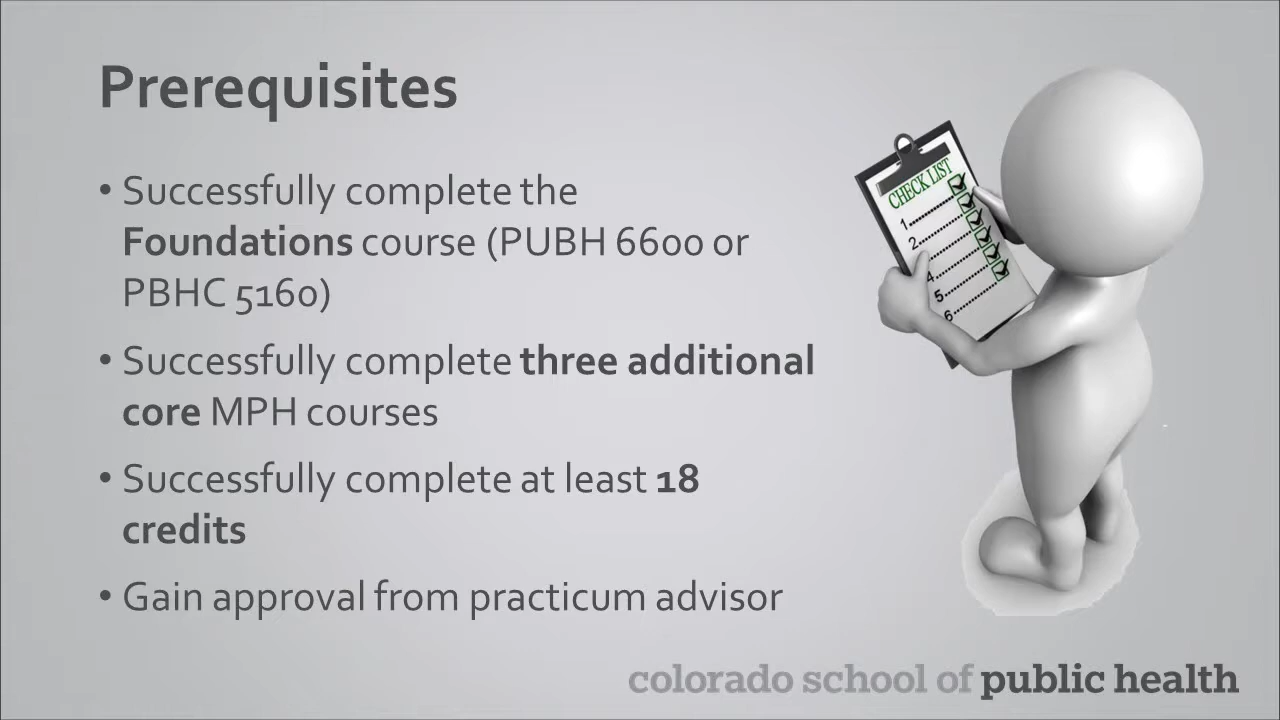 Prerequisites
• Successfully complete the
Foundations course (PUBH 6600 or
PBHC 5160)
• Successfully complete three additional
core MPH courses
• Successfully complete at least 18
credits
• Gain approval from practicum advisor
CHECK LIST
1
2
4
5
6
colorado school of public health